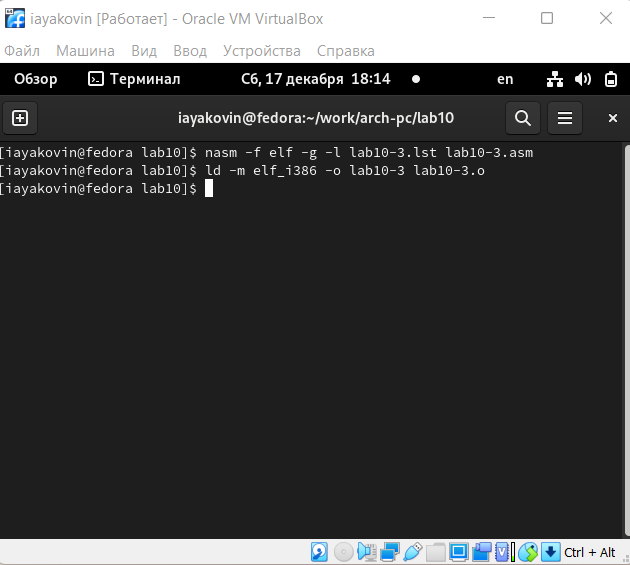 iayakovin [Работает] - Oracle VM VirtualBox
Файл Машина Вид Ввод Устройства Справка
Обзор Терминал Сб, 17 декабря 18:14 en
iayakovin@fedora:~/work/arch-pc/lab10
[iayakovin@fedora lab10]$ nasm -f elf -g -l lab10-3.lst lab10-3.asm
[iayakovin@fedora lab10]$ ld -m elf_i386 -o lab10-3 lab10-3.o
[iayakovin@fedora lab10]$
Ctrl + Alt